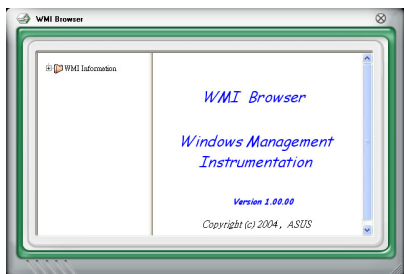 WMI Browser
WMI Information
WMI Browser
Windows Management
Instrumentation
Version 1.00.00
Copyright (c) 2004, ASUS